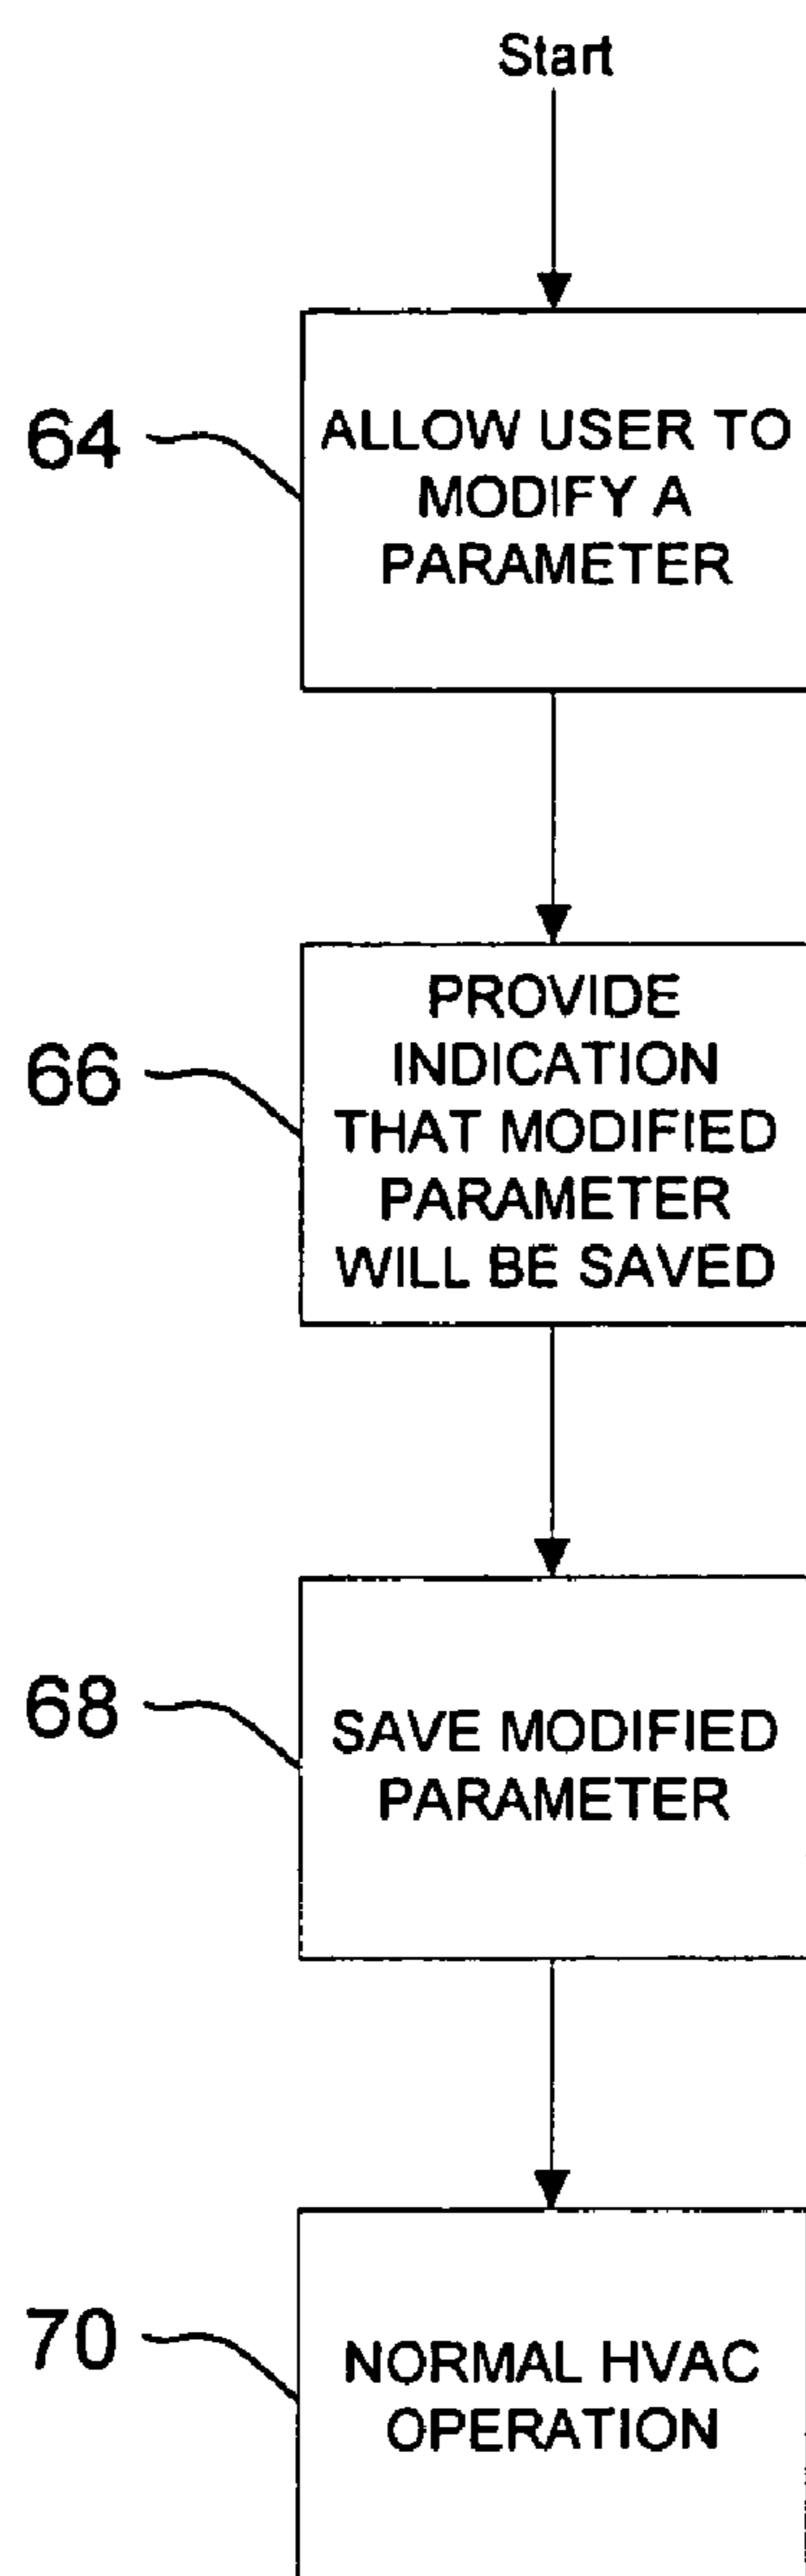 Start
64
ALLOW USER TO
MODIFY A
PARAMETER
66
PROVIDE
INDICATION
THAT MODIFIED
PARAMETER
WILL BE SAVED
68
SAVE MODIFIED
PARAMETER
70
NORMAL HVAC
OPERATION